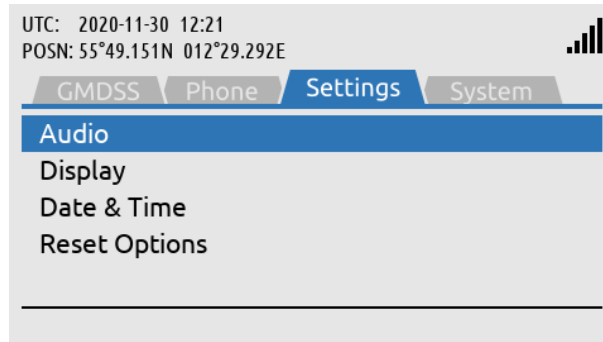 UTC: 2020-11-30 12:21
POSN: 55°49.151N 012°29.292E
GMDSS Phone Settings System
Audio
Display
Date & Time
Reset Options